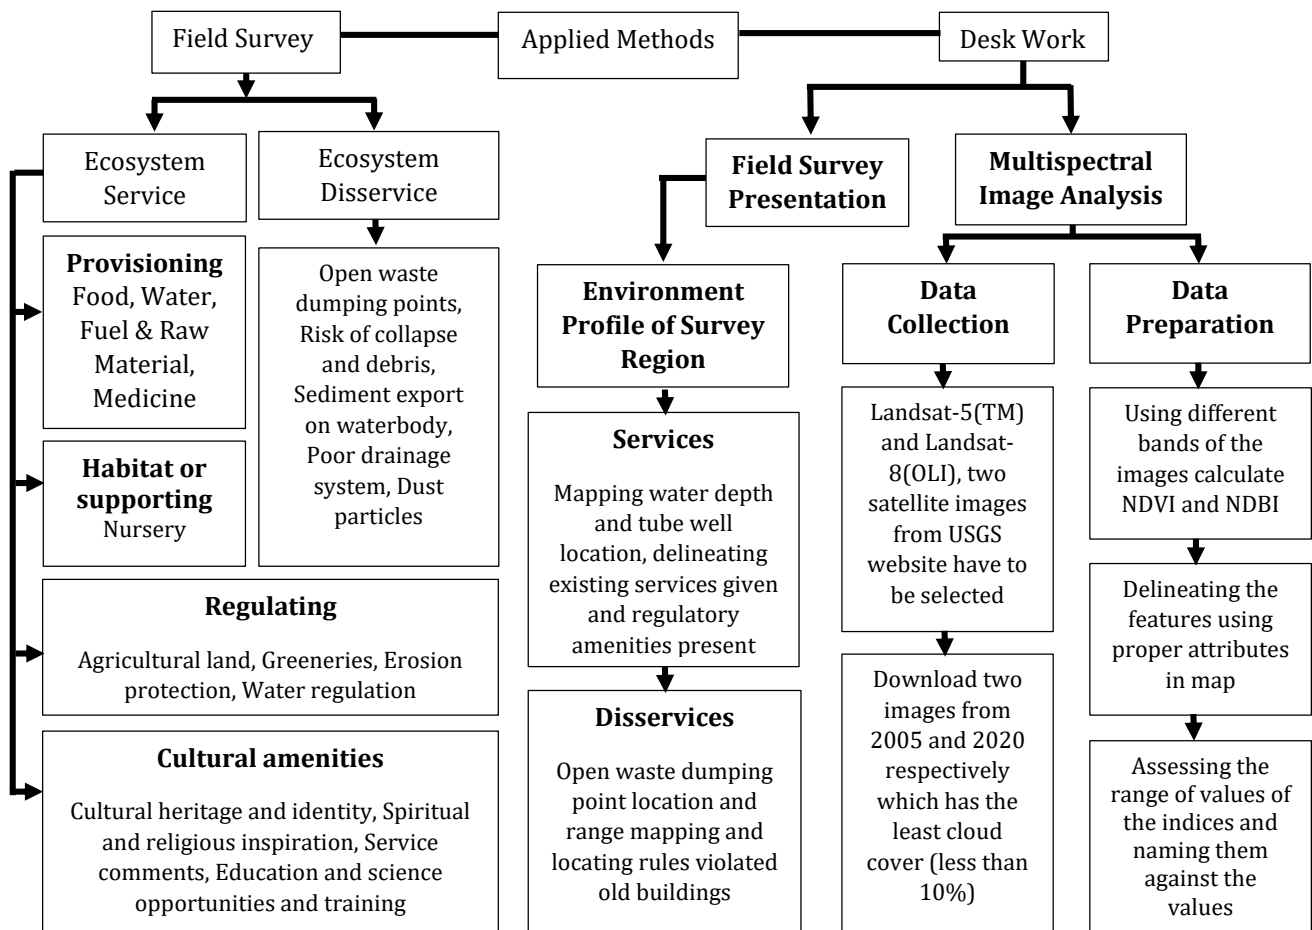 Field Survey
Applied Methods
Desk Work
Ecosystem
Service
Ecosystem
Disservice
Field Survey
Presentation
Multispectral
Image Analysis
Provisioning
Food, Water,
Fuel & Raw
Material,
Medicine
Habitat or
supporting
Nursery
Open waste
dumping points,
Risk of collapse
and debris,
Sediment export
on waterbody,
Poor drainage
system, Dust
particles
Regulating
Agricultural land, Greeneries, Erosion
protection, Water regulation
Cultural amenities
Cultural heritage and identity, Spiritual
and religious inspiration, Service
comments, Education and science
opportunities and training
Environment
Profile of Survey
Region
Services
Mapping water depth
and tube well
location, delineating
existing services given
and regulatory
amenities present
Disservices
Open waste dumping
point location and
range mapping and
locating rules violated
old buildings
Data
Collection
Landsat-5(TM)
and Landsat-
8(OLI), two
satellite images
from USGS
website have to
be selected
Download two
images from
2005 and 2020
respectively
which has the
least cloud
cover (less than
10%)
Data
Preparation
Using different
bands of the
images calculate
NDVI and NDBI
Delineating the
features using
proper attributes
in map
Assessing the
range of values of
the indices and
naming them
against the
values